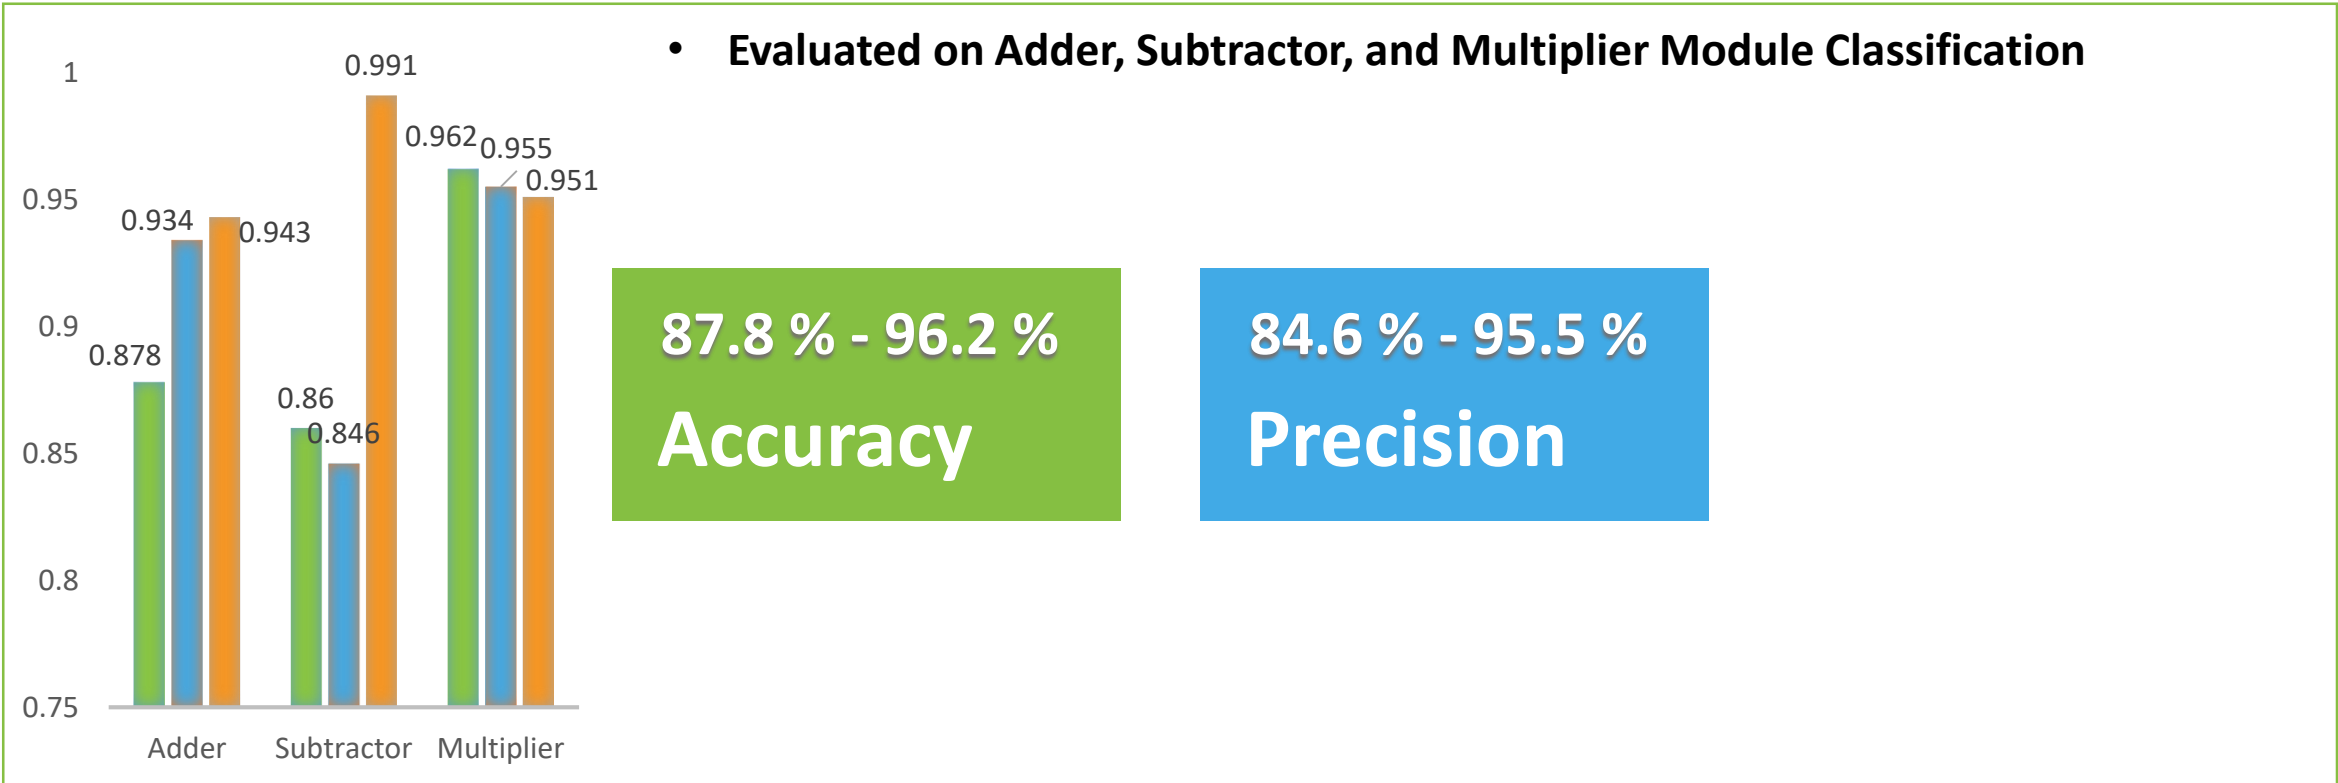 • Evaluated on Adder, Subtractor, and Multiplier Module Classification
1
0.95
0.9
0.85
0.8
0.75
0.878
0.934
0.943
0.86
0.846
0.991
0.962
0.955
0.951
Adder Subtractor Multiplier
87.8 % - 96.2 %
Accuracy
84.6 % - 95.5 %
Precision